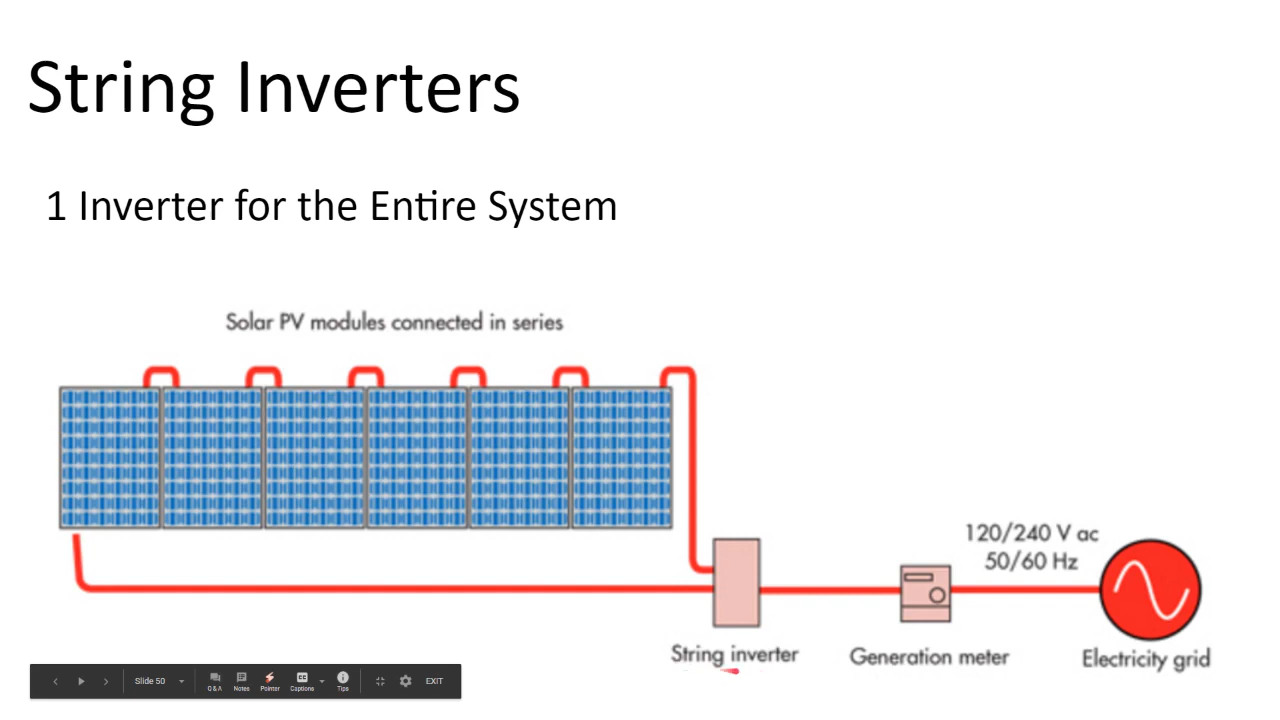 String Inverters
1 Inverter for the Entire System
Solar PV modules connected in series
120/240 V ac
50/60 Hz
String inverter
Generation meter
Electricity grid
Slide 50
Q & A
Notes
Pointer
CC
Captions
Tips
EXIT